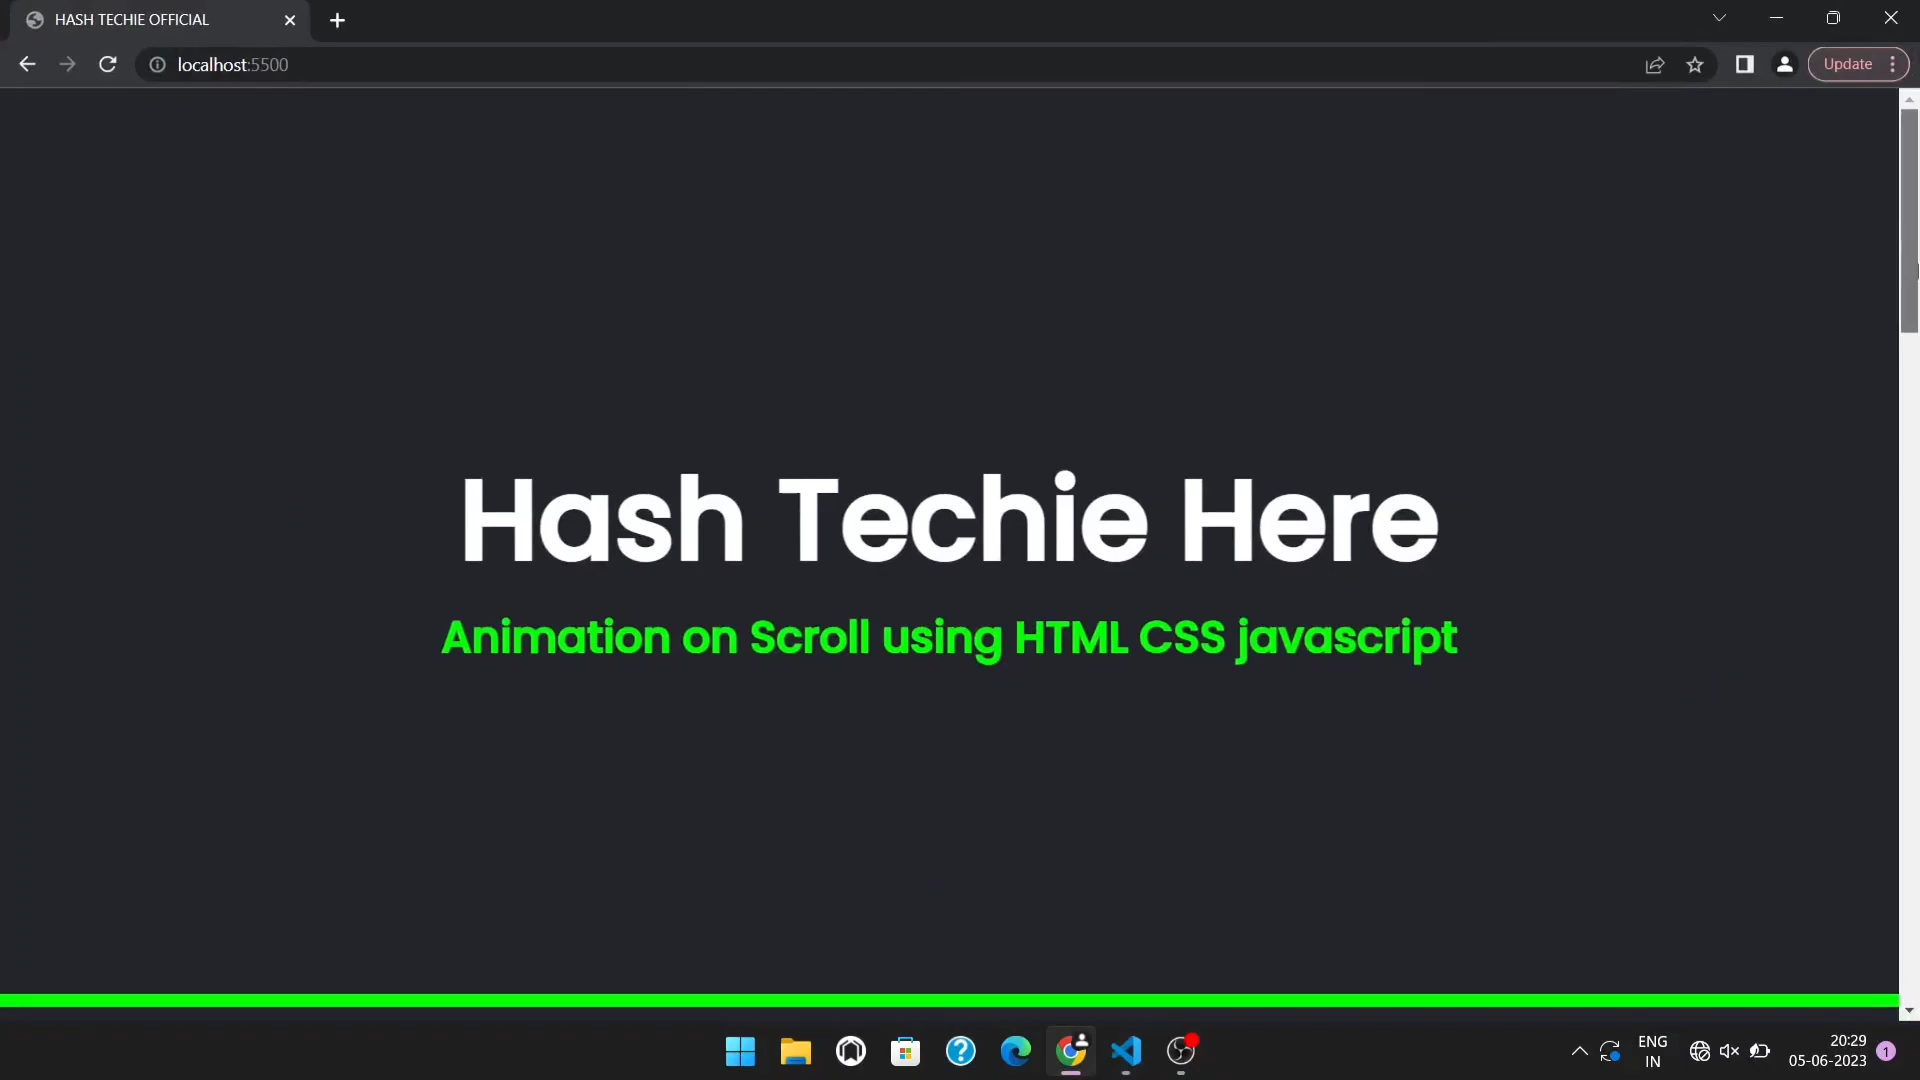 HASH TECHIE OFFICIAL
localhost:5500
Update
Hash Techie Here
Animation on Scroll using HTML CSS javascript
ENG
IN
20:29
05-06-2023
1